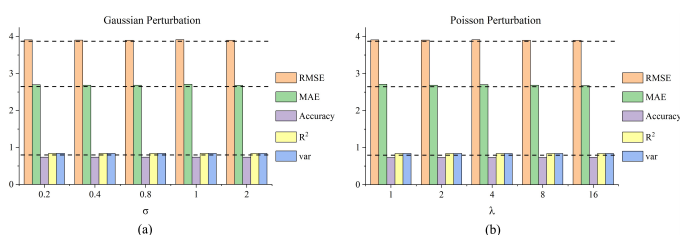 Gaussian Perturbation
4
3
2
1
0
0.2 0.4 0.8 1 2
σ
RMSE
MAE
Accuracy
R²
var
(a)
Poisson Perturbation
4
3
2
1
0
1 2 4 8 16
λ
RMSE
MAE
Accuracy
R²
var
(b)